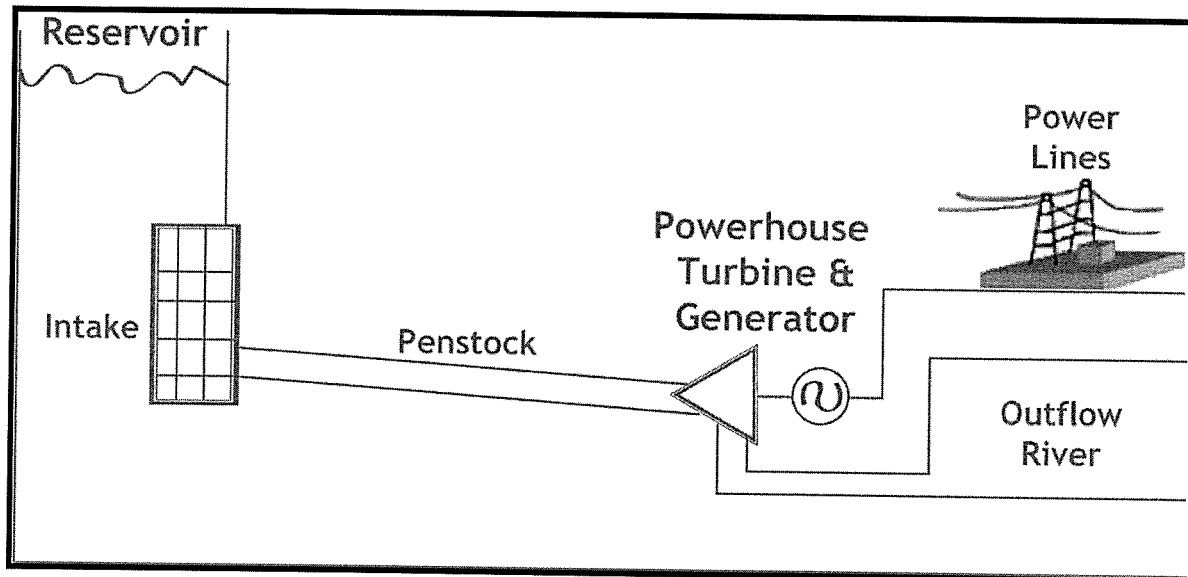 Reservoir
Power
Lines
Powerhouse
Turbine &
Generator
Intake
Penstock
Outflow
River